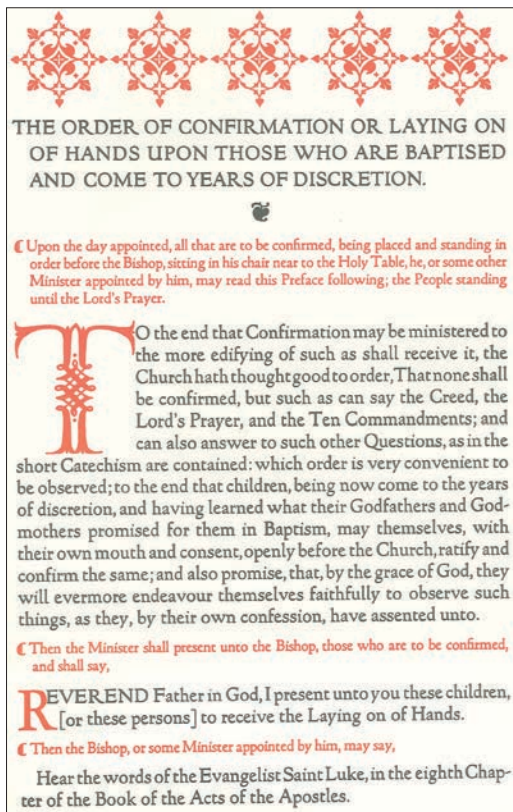 THE ORDER OF CONFIRMATION OR LAYING ON
OF HANDS UPON THOSE WHO ARE BAPTISED
AND COME TO YEARS OF DISCRETION.
Upon the day appointed, all that are to be confirmed, being placed and standing in
order before the Bishop, sitting in his chair near to the Holy Table, he, or some other
Minister appointed by him, may read this Preface following; the People standing
until the Lord's Prayer.
TO the end that Confirmation may be ministered to
the more edifying of such as shall receive it, the
Church hath thought good to order, That none shall
be confirmed, but such as can say the Creed, the
Lord's Prayer, and the Ten Commandments; and
can also answer to such other Questions, as in the
short Catechism are contained: which order is very convenient to
be observed; to the end that children, being now come to the years
of discretion, and having learned what their Godfathers and God-
mothers promised for them in Baptism, may themselves, with
their own mouth and consent, openly before the Church, ratify and
confirm the same; and also promise, that, by the grace of God, they
will evermore endeavour themselves faithfully to observe such
things, as they, by their own confession, have assented unto.
Then the Minister shall present unto the Bishop, those who are to be confirmed,
and shall say,
REVEREND Father in God, I present unto you these children,
[or these persons] to receive the Laying on of Hands.
Then the Bishop, or some Minister appointed by him, may say,
Hear the words of the Evangelist Saint Luke, in the eighth Chap-
ter of the Book of the Acts of the Apostles.